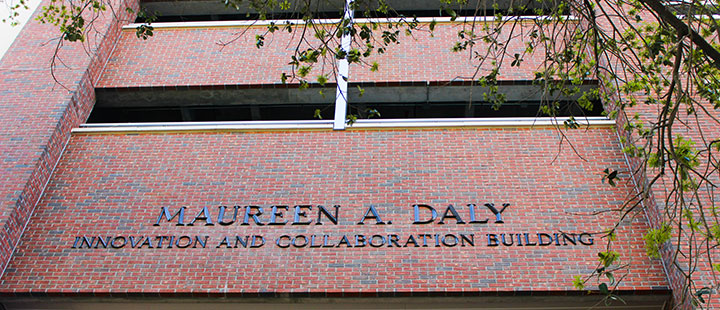 MAUREEN A. DALY
INNOVATION AND COLLABORATION BUILDING